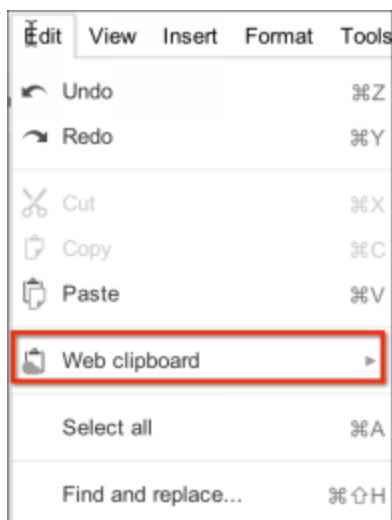 Edit View Insert Format Tools
Undo ⌘Z
Redo ⌘Y
Cut ⌘X
Copy ⌘C
Paste ⌘V
Web clipboard ►
Select all ⌘A
Find and replace... ⌘⇧H